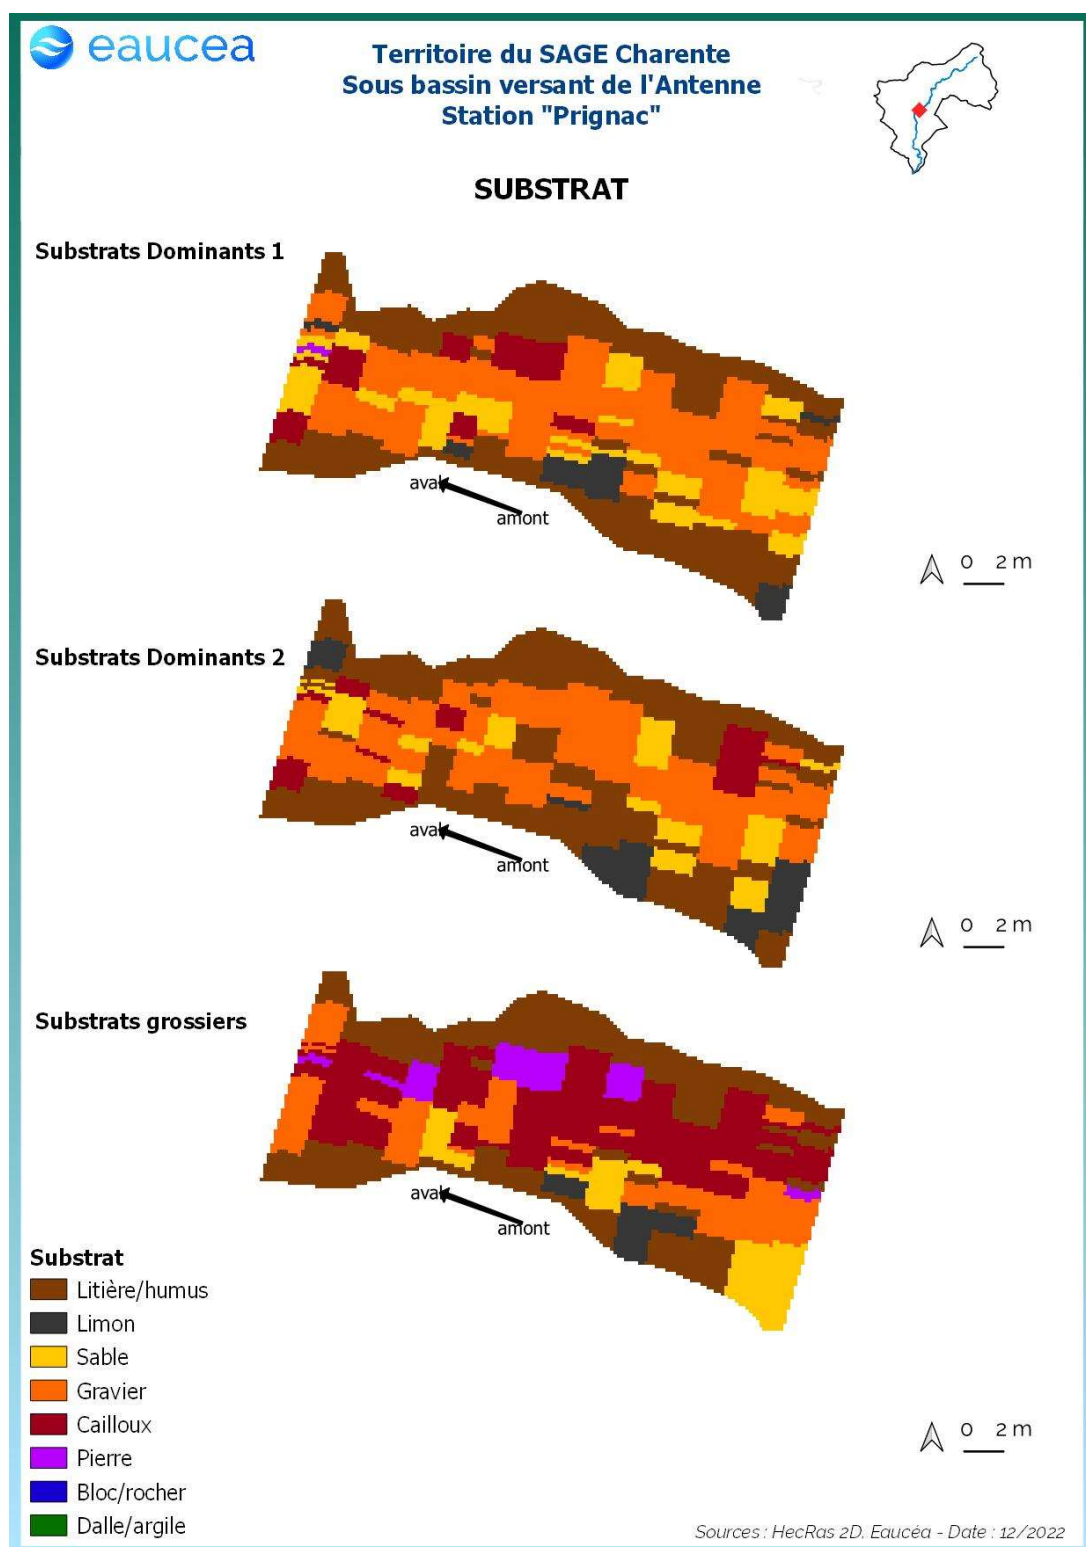 eaucea
Territoire du SAGE Charente
Sous bassin versant de l'Antenne
Station "Prignac"
SUBSTRAT
Substrats Dominants 1
aval
amont
0 2 m
Substrats Dominants 2
aval
amont
0 2 m
Substrats grossiers
aval
amont
Substrat
Litière/humus
Limon
Sable
Gravier
Cailloux
Pierre
Bloc/rocher
Dalle/argile
0 2 m
Sources : HecRas 2D, Eaucéa - Date : 12/2022